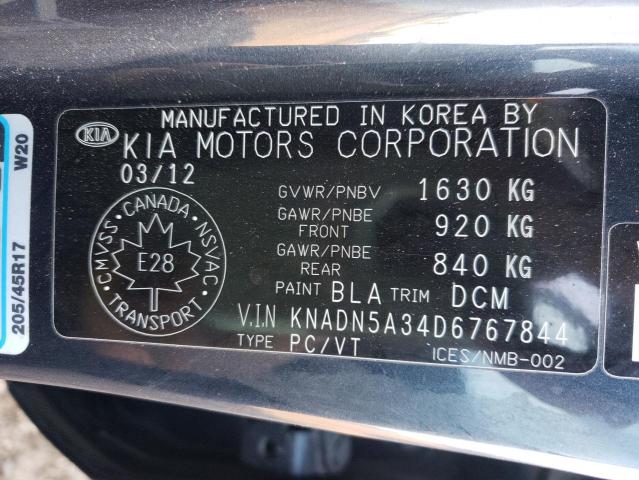 MANUFACTURED IN KOREA BY
KIA KIA MOTORS CORPORATION
03/12
GVWR/PNBV 1630 KG
GAWR/PNBE FRONT 920 KG
GAWR/PNBE REAR 840 KG
PAINT BLA TRIM DCM
V.I.N KNADN5A34D6767844
TYPE PC/VT ICES/NMB-002
CMVSS · CANADA · NSVAC · TRANSPORT
E28
205/45R17 W20